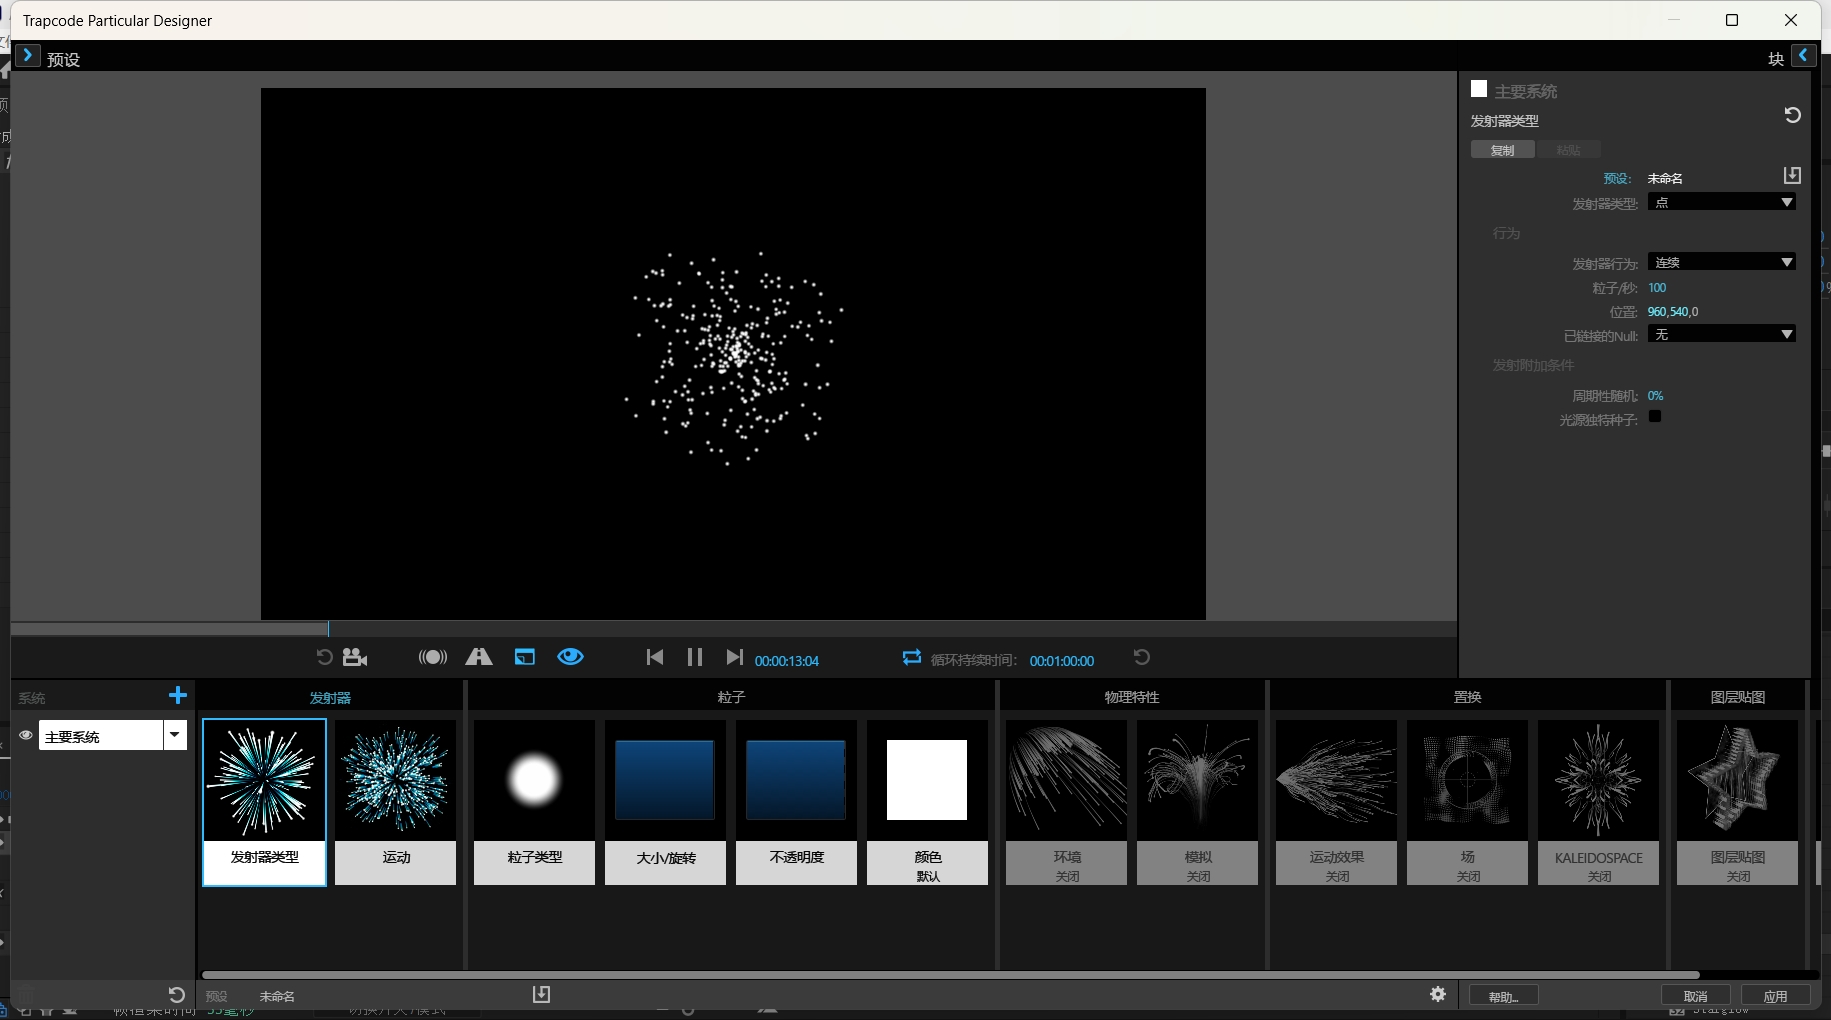 Trapcode Particular Designer
预设
块
主要系统
发射器类型
复制 粘贴
预设: 未命名
发射器类型: 点
行为
发射器行为: 连续
粒子/秒: 100
位置: 960,540,0
已链接的Null: 无
发射附加条件
周期性随机: 0%
光源独特种子:
00:00:13:04
循环持续时间: 00:01:00:00
系统
发射器
粒子
物理特性
置换
图层贴图
主要系统
发射器类型
运动
粒子类型
大小/旋转
不透明度
颜色
默认
环境
关闭
模拟
关闭
运动效果
关闭
场
关闭
KALEIDOSPACE
关闭
图层贴图
关闭
预设 未命名
帮助...
取消
应用